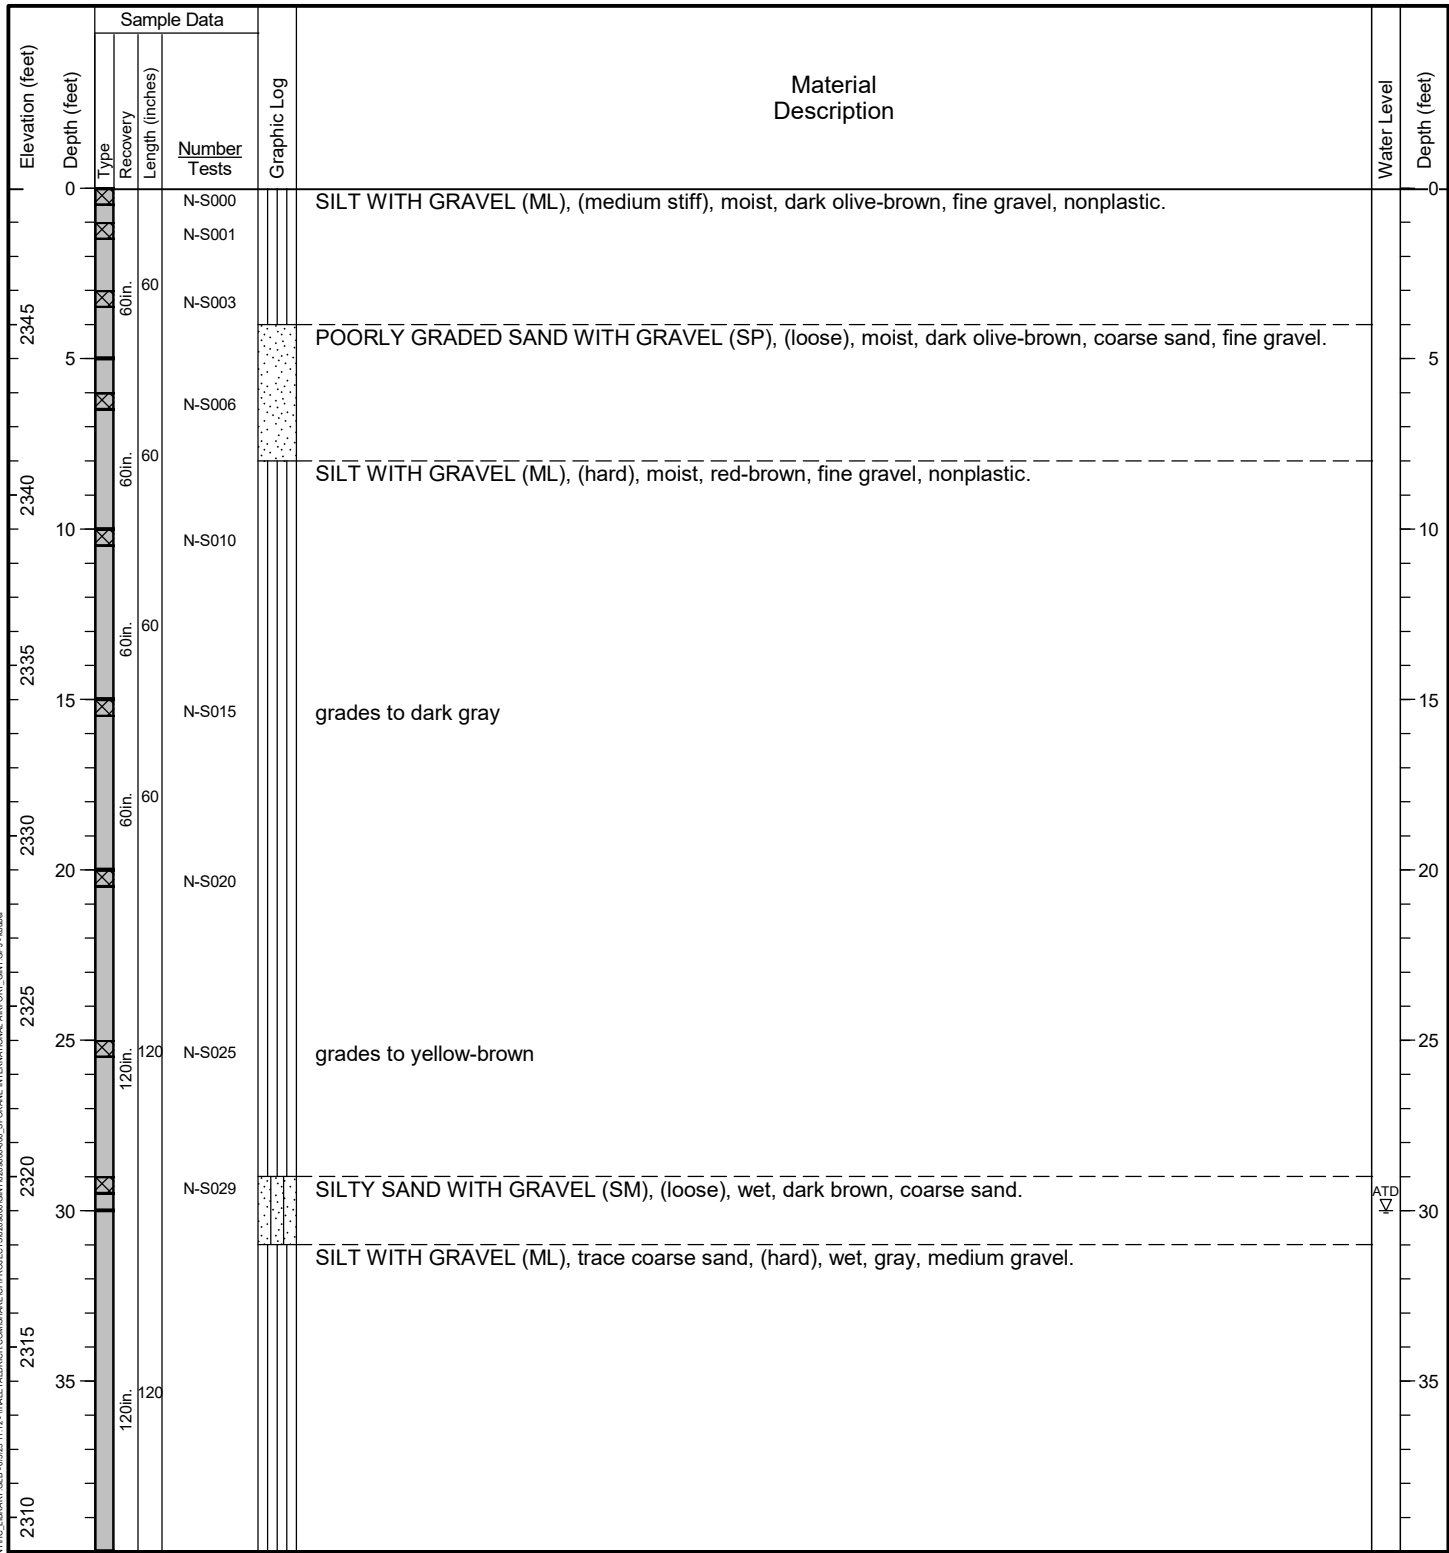 Sample Data
Elevation (feet)
Depth (feet)
Type
Recovery
Length (inches)
Number
Tests
Graphic Log
Material
Description
Water Level
Depth (feet)
0 N-S000 SILT WITH GRAVEL (ML), (medium stiff), moist, dark olive-brown, fine gravel, nonplastic. 0
N-S001
60in. 60 N-S003
2345 POORLY GRADED SAND WITH GRAVEL (SP), (loose), moist, dark olive-brown, coarse sand, fine gravel.
5 5
N-S006
60in. 60
2340 SILT WITH GRAVEL (ML), (hard), moist, red-brown, fine gravel, nonplastic.
10 N-S010 10
60in. 60
2335
15 N-S015 grades to dark gray 15
60in. 60
2330
20 N-S020 20
2325
25 120in. 120 N-S025 grades to yellow-brown 25
2320 N-S029 SILTY SAND WITH GRAVEL (SM), (loose), wet, dark brown, coarse sand. ATD
30 30
SILT WITH GRAVEL (ML), trace coarse sand, (hard), wet, gray, medium gravel.
2315
35 120in. 120 35
2310